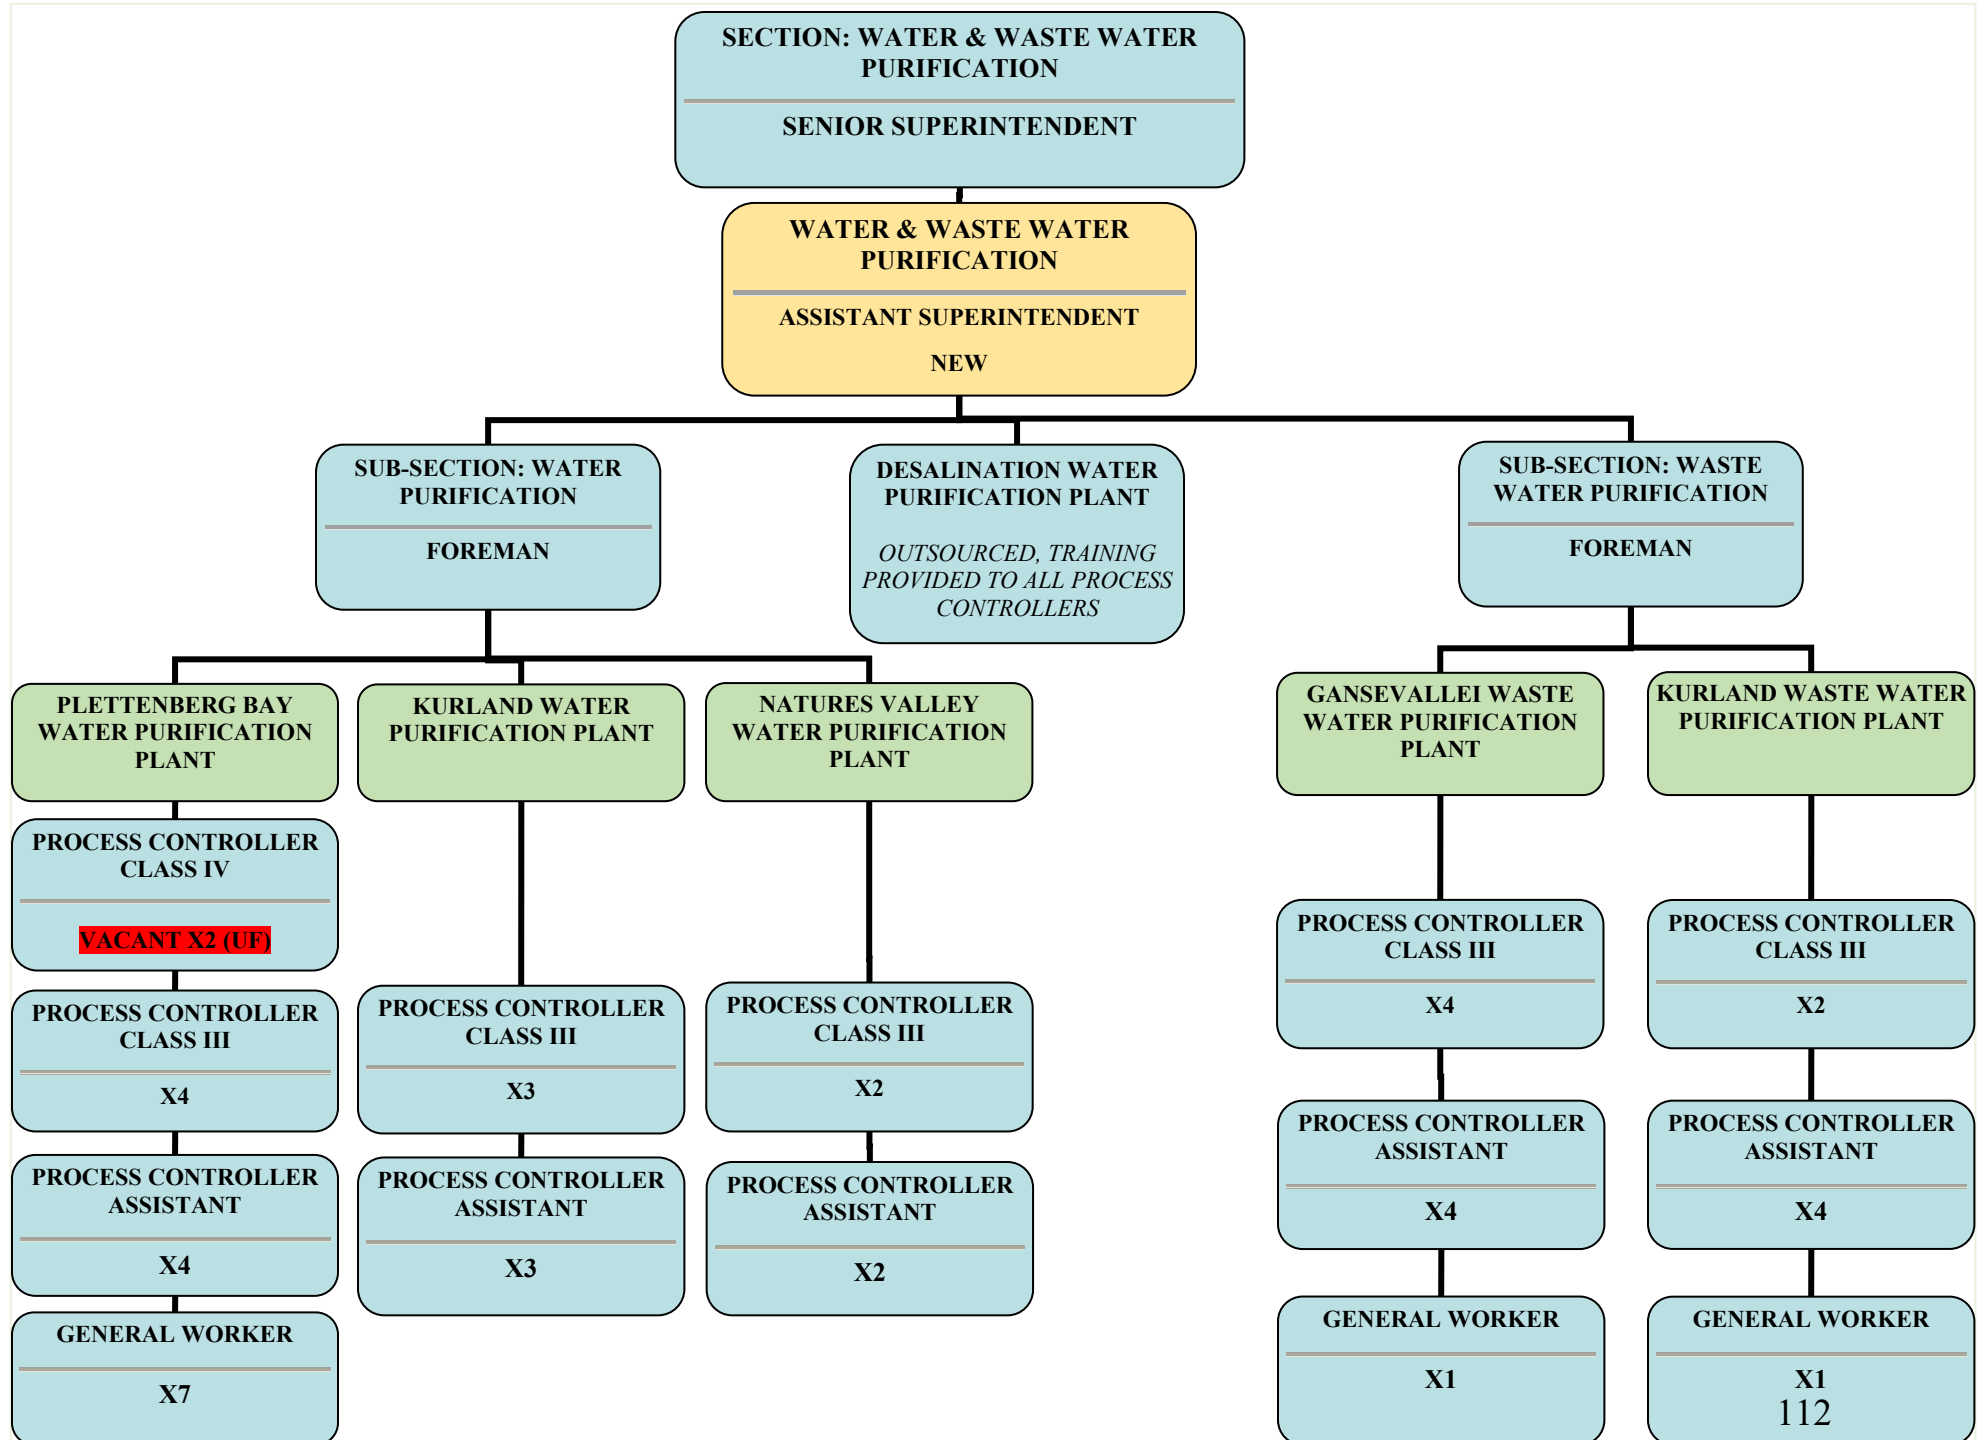 SECTION: WATER & WASTE WATER
PURIFICATION
SENIOR SUPERINTENDENT
WATER & WASTE WATER
PURIFICATION
ASSISTANT SUPERINTENDENT
NEW
SUB-SECTION: WATER
PURIFICATION
FOREMAN
DESALINATION WATER
PURIFICATION PLANT
OUTSOURCED, TRAINING
PROVIDED TO ALL PROCESS
CONTROLLERS
SUB-SECTION: WASTE
WATER PURIFICATION
FOREMAN
PLETTENBERG BAY
WATER PURIFICATION
PLANT
KURLAND WATER
PURIFICATION PLANT
NATURES VALLEY
WATER PURIFICATION
PLANT
GANSEVALLEI WASTE
WATER PURIFICATION
PLANT
KURLAND WASTE WATER
PURIFICATION PLANT
PROCESS CONTROLLER
CLASS IV
VACANT X2 (UF)
PROCESS CONTROLLER
CLASS III
X4
PROCESS CONTROLLER
CLASS III
X3
PROCESS CONTROLLER
CLASS III
X2
PROCESS CONTROLLER
CLASS III
X4
PROCESS CONTROLLER
CLASS III
X2
PROCESS CONTROLLER
ASSISTANT
X4
PROCESS CONTROLLER
ASSISTANT
X3
PROCESS CONTROLLER
ASSISTANT
X2
PROCESS CONTROLLER
ASSISTANT
X4
PROCESS CONTROLLER
ASSISTANT
X4
GENERAL WORKER
X7
GENERAL WORKER
X1
GENERAL WORKER
X1
112